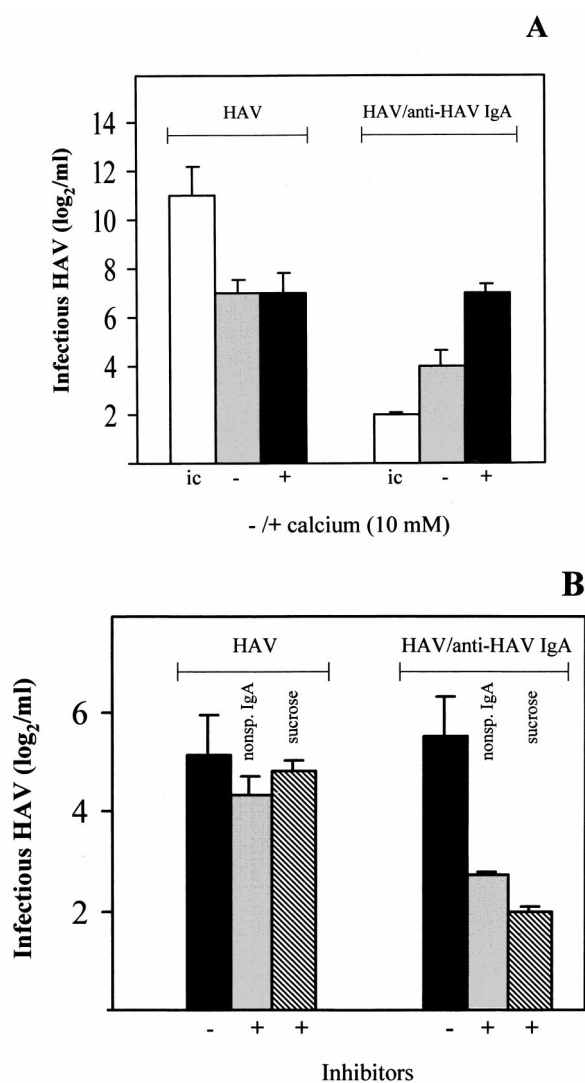 A
HAV HAV/anti-HAV IgA
Infectious HAV (log2/ml)
14
12
10
8
6
4
2
ic - + ic - +
- /+ calcium (10 mM)
B
HAV HAV/anti-HAV IgA
nonsp. IgA
sucrose
nonsp. IgA
sucrose
Infectious HAV (log2/ml)
6
4
2
- + + - + +
Inhibitors